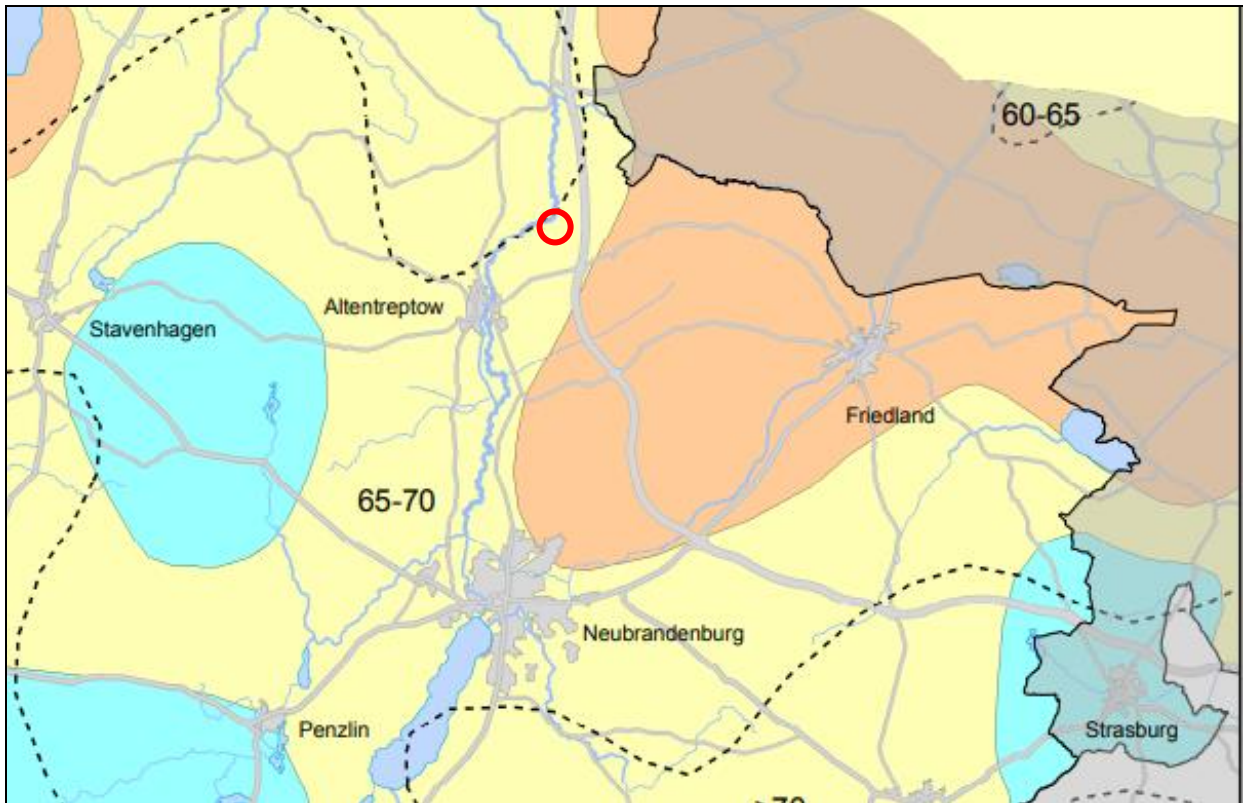 60-65
Altentreptow
Stavenhagen
Friedland
65-70
Neubrandenburg
Penzlin
Strasburg